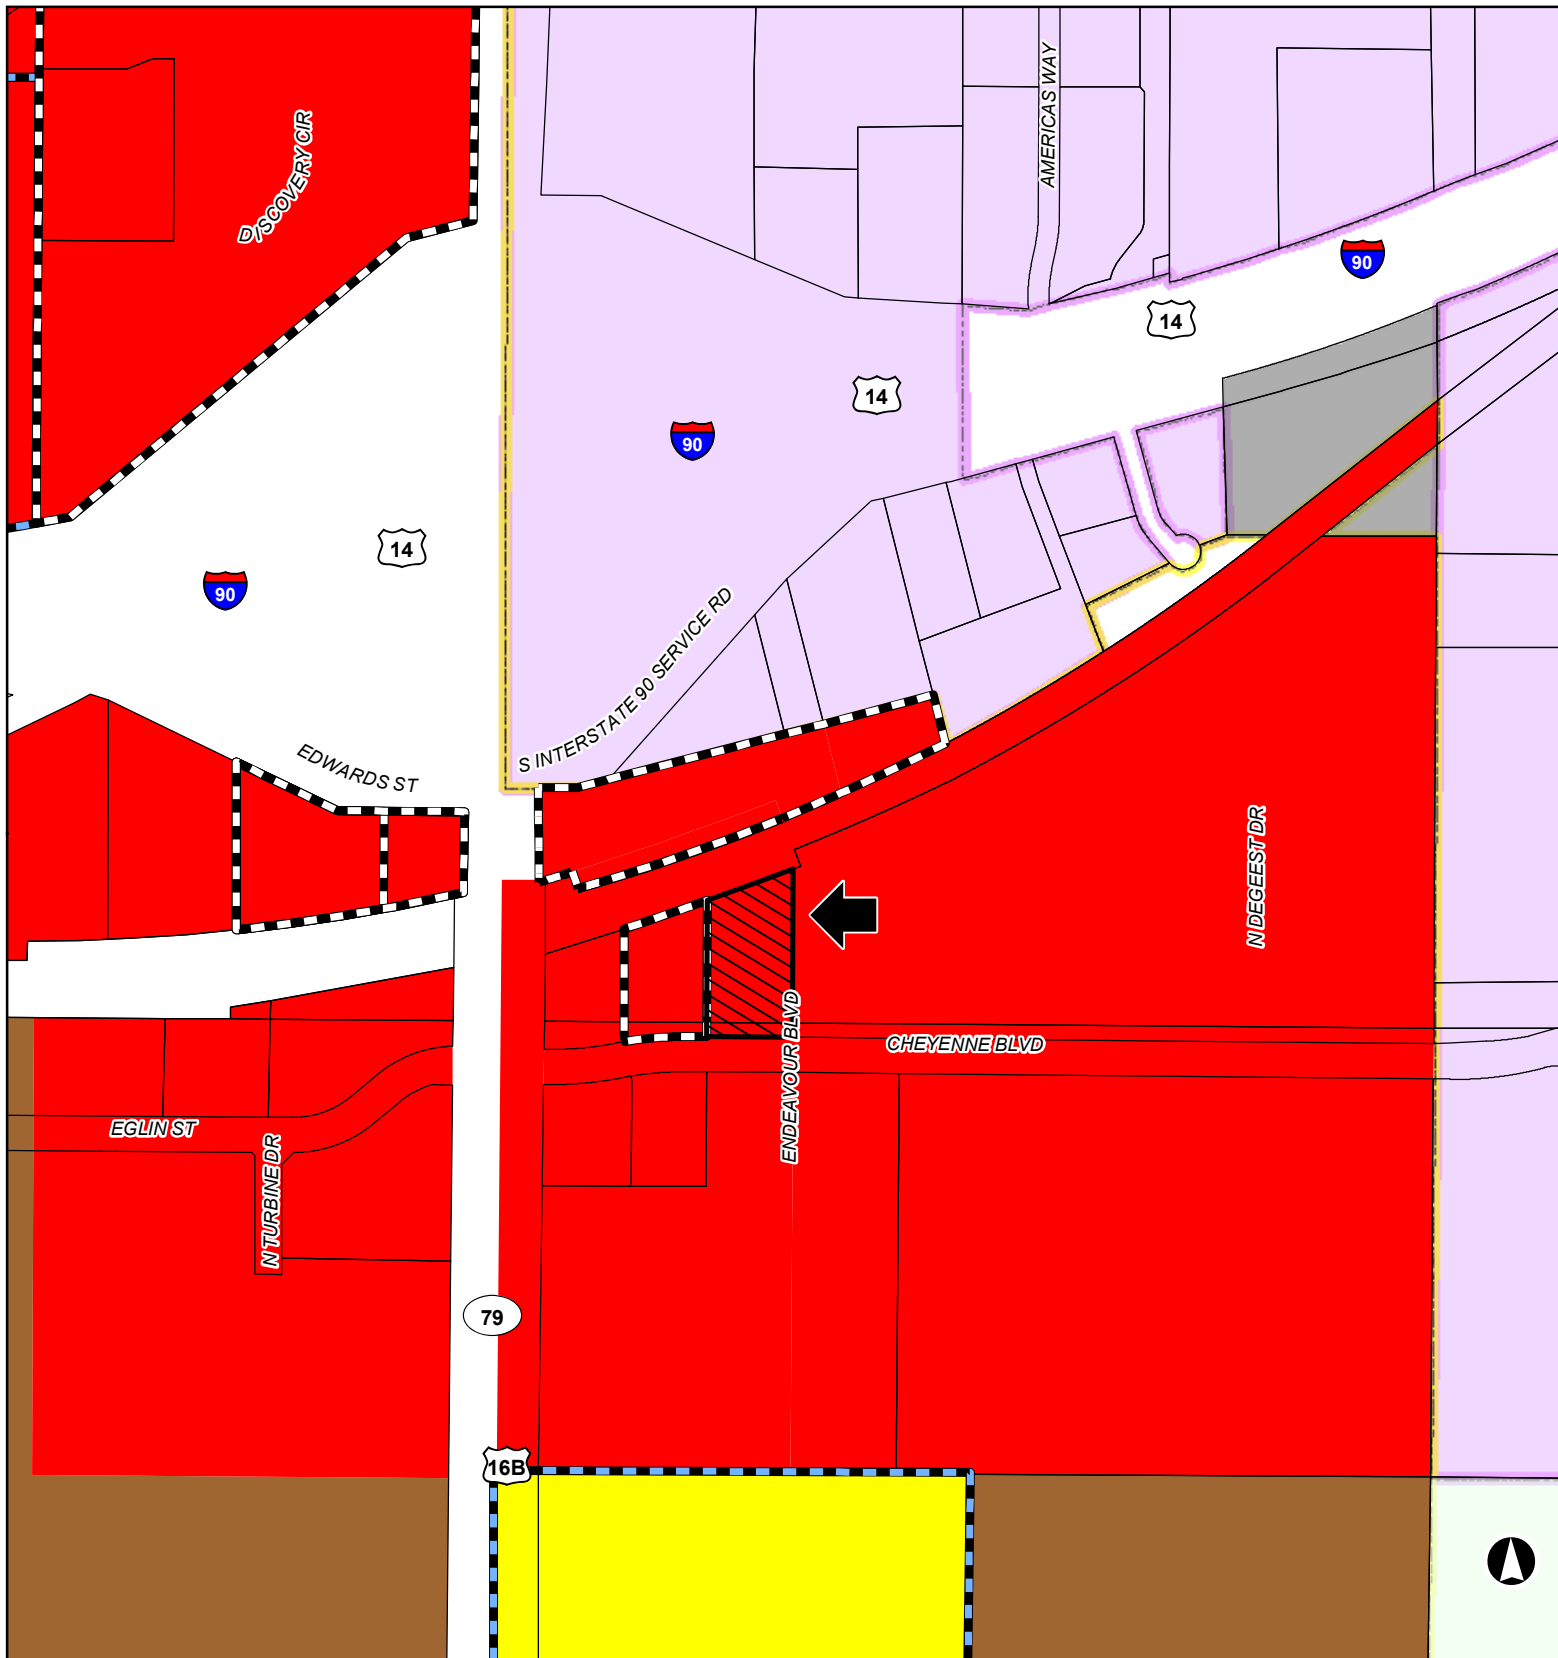 AMERICAS WAY
DISCOVERY CIR
90
14
14
90
14
90
S INTERSTATE 90 SERVICE RD
EDWARDS ST
N DEGEEST DR
ENDEAVOUR BLVD
CHEYENNE BLVD
EGLIN ST
N TURBINE DR
79
16B